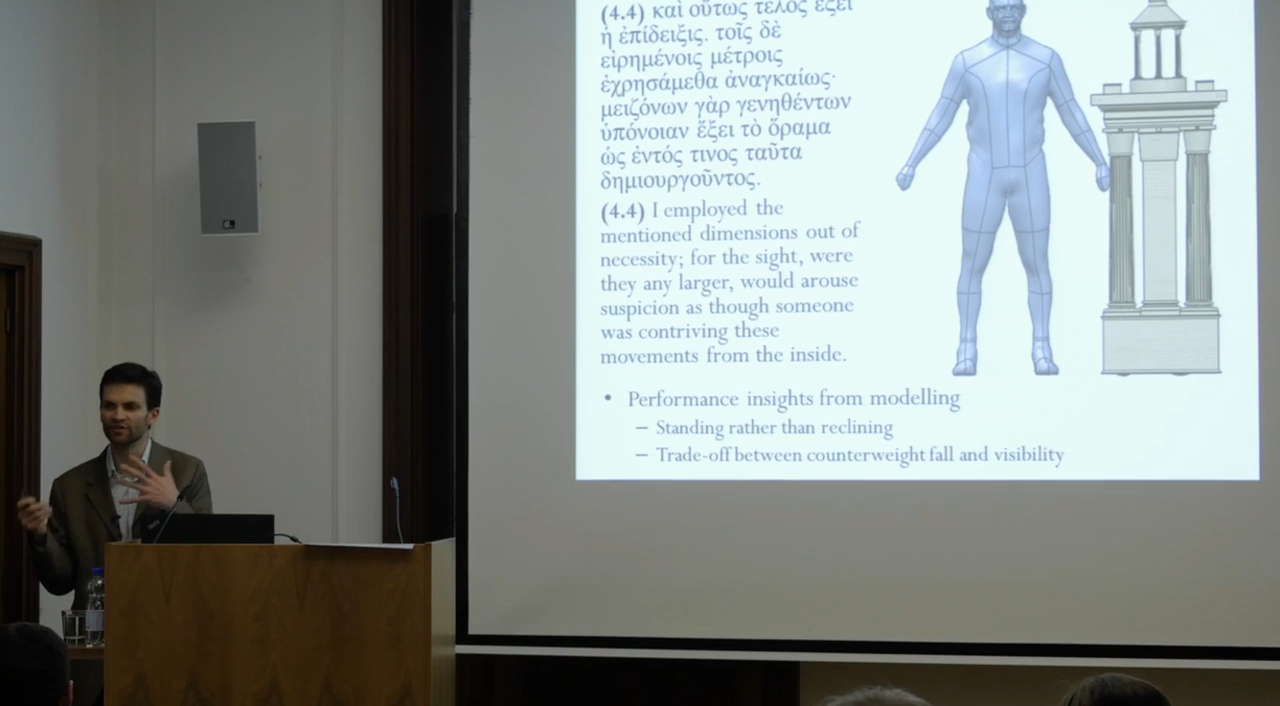 (4.4) καὶ οὕτως τέλος ἕξει
ἡ ἐπίδειξις. τοῖς δὲ
εἰρημένοις μέτροις
ἐχρησάμεθα ἀναγκαίως·
μειζόνων γὰρ γενηθέντων
ὑπόνοιαν ἕξει τὸ ὅραμα
ὡς ἐντός τινος ταῦτα
δημιουργοῦντος.
(4.4) I employed the
mentioned dimensions out of
necessity; for the sight, were
they any larger, would arouse
suspicion as though someone
was contriving these
movements from the inside.
• Performance insights from modelling
– Standing rather than reclining
– Trade-off between counterweight fall and visibility